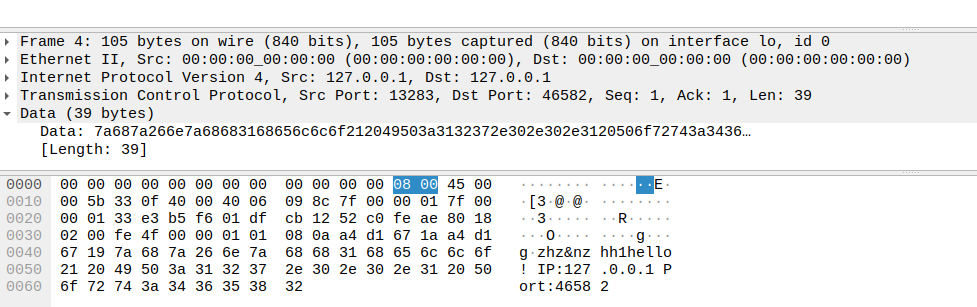 Frame 4: 105 bytes on wire (840 bits), 105 bytes captured (840 bits) on interface lo, id 0
Ethernet II, Src: 00:00:00_00:00:00 (00:00:00:00:00:00), Dst: 00:00:00_00:00:00 (00:00:00:00:00:00)
Internet Protocol Version 4, Src: 127.0.0.1, Dst: 127.0.0.1
Transmission Control Protocol, Src Port: 13283, Dst Port: 46582, Seq: 1, Ack: 1, Len: 39
Data (39 bytes)
Data: 7a687a266e7a68683168656c6c6f212049503a3132372e302e302e3120506f72743a3436…
[Length: 39]
0000 00 00 00 00 00 00 00 00 00 00 00 00 08 00 45 00 ········ ······E·
0010 00 5b 33 0f 40 00 40 06 09 8c 7f 00 00 01 7f 00 ·[3·@·@· ········
0020 00 01 33 e3 b5 f6 01 df cb 12 52 c0 fe ae 80 18 ··3····· ··R·····
0030 02 00 fe 4f 00 00 01 01 08 0a a4 d1 67 1a a4 d1 ···O···· ····g···
0040 67 19 7a 68 7a 26 6e 7a 68 68 31 68 65 6c 6c 6f g·zhz&nz hh1hello
0050 21 20 49 50 3a 31 32 37 2e 30 2e 30 2e 31 20 50 ! IP:127 .0.0.1 P
0060 6f 72 74 3a 34 36 35 38 32 ort:4658 2